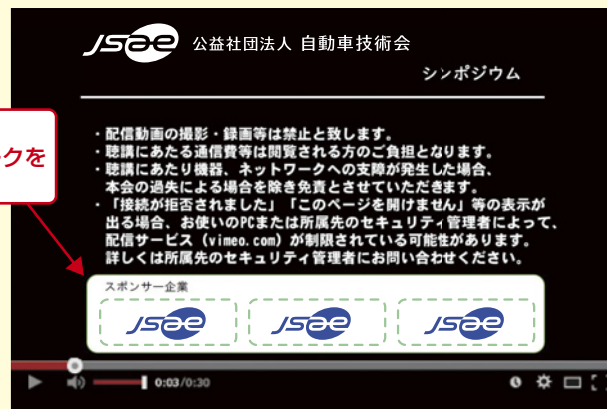 JSAE 公益社団法人 自動車技術会
シンポジウム
・配信動画の撮影・録画等は禁止と致します。
・聴講にあたる通信費等は閲覧される方のご負担となります。
・聴講にあたり機器、ネットワークへの支障が発生した場合、
本会の過失による場合を除き免責とさせていただきます。
・「接続が拒否されました」「このページを開けません」等の表示が
出る場合、お使いのPCまたは所属先のセキュリティ管理者によって、
配信サービス（vimeo.com）が制限されている可能性があります。
詳しくは所属先のセキュリティ管理者にお問い合わせください。
クを
スポンサー企業
JSAE JSAE JSAE
0:03/0:30